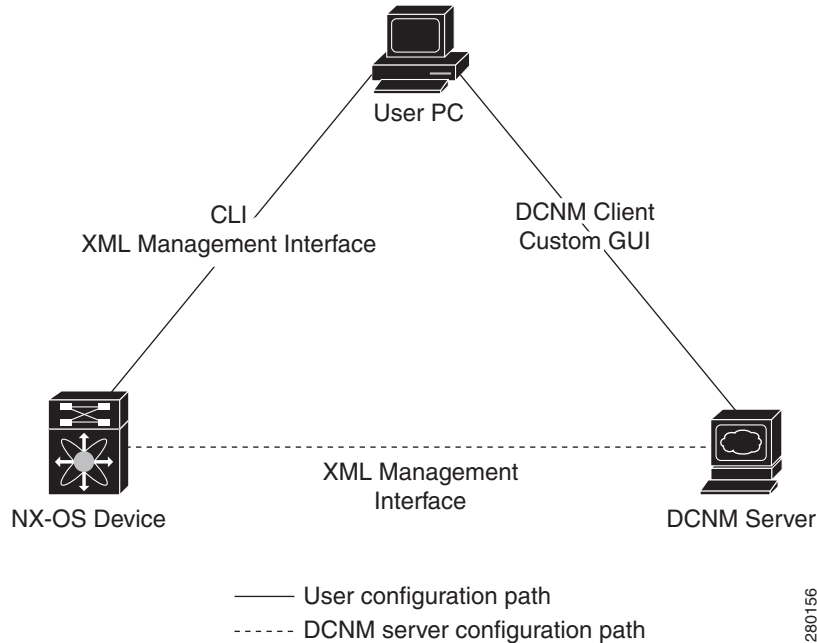 User PC
CLI
XML Management Interface
DCNM Client
Custom GUI
XML Management
Interface
NX-OS Device
DCNM Server
User configuration path
DCNM server configuration path
280156